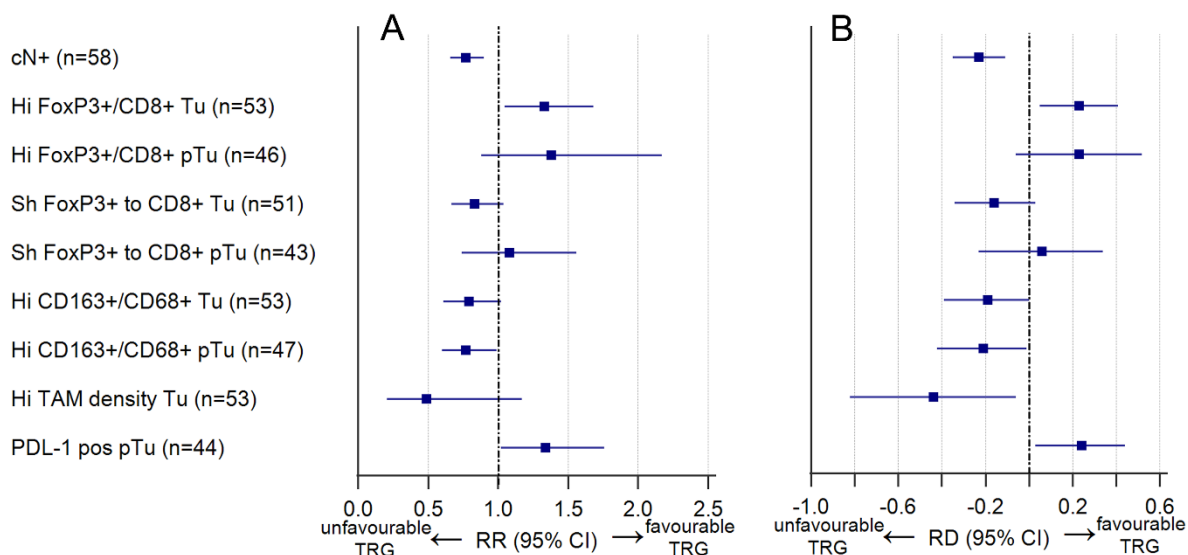 A
B
cN+ (n=58)
Hi FoxP3+/CD8+ Tu (n=53)
Hi FoxP3+/CD8+ pTu (n=46)
Sh FoxP3+ to CD8+ Tu (n=51)
Sh FoxP3+ to CD8+ pTu (n=43)
Hi CD163+/CD68+ Tu (n=53)
Hi CD163+/CD68+ pTu (n=47)
Hi TAM density Tu (n=53)
PDL-1 pos pTu (n=44)
0.0 0.5 1.0 1.5 2.0 2.5
unfavourable TRG ← RR (95% CI) → favourable TRG
-1.0 -0.6 -0.2 0.2 0.6
unfavourable TRG ← RD (95% CI) → favourable TRG